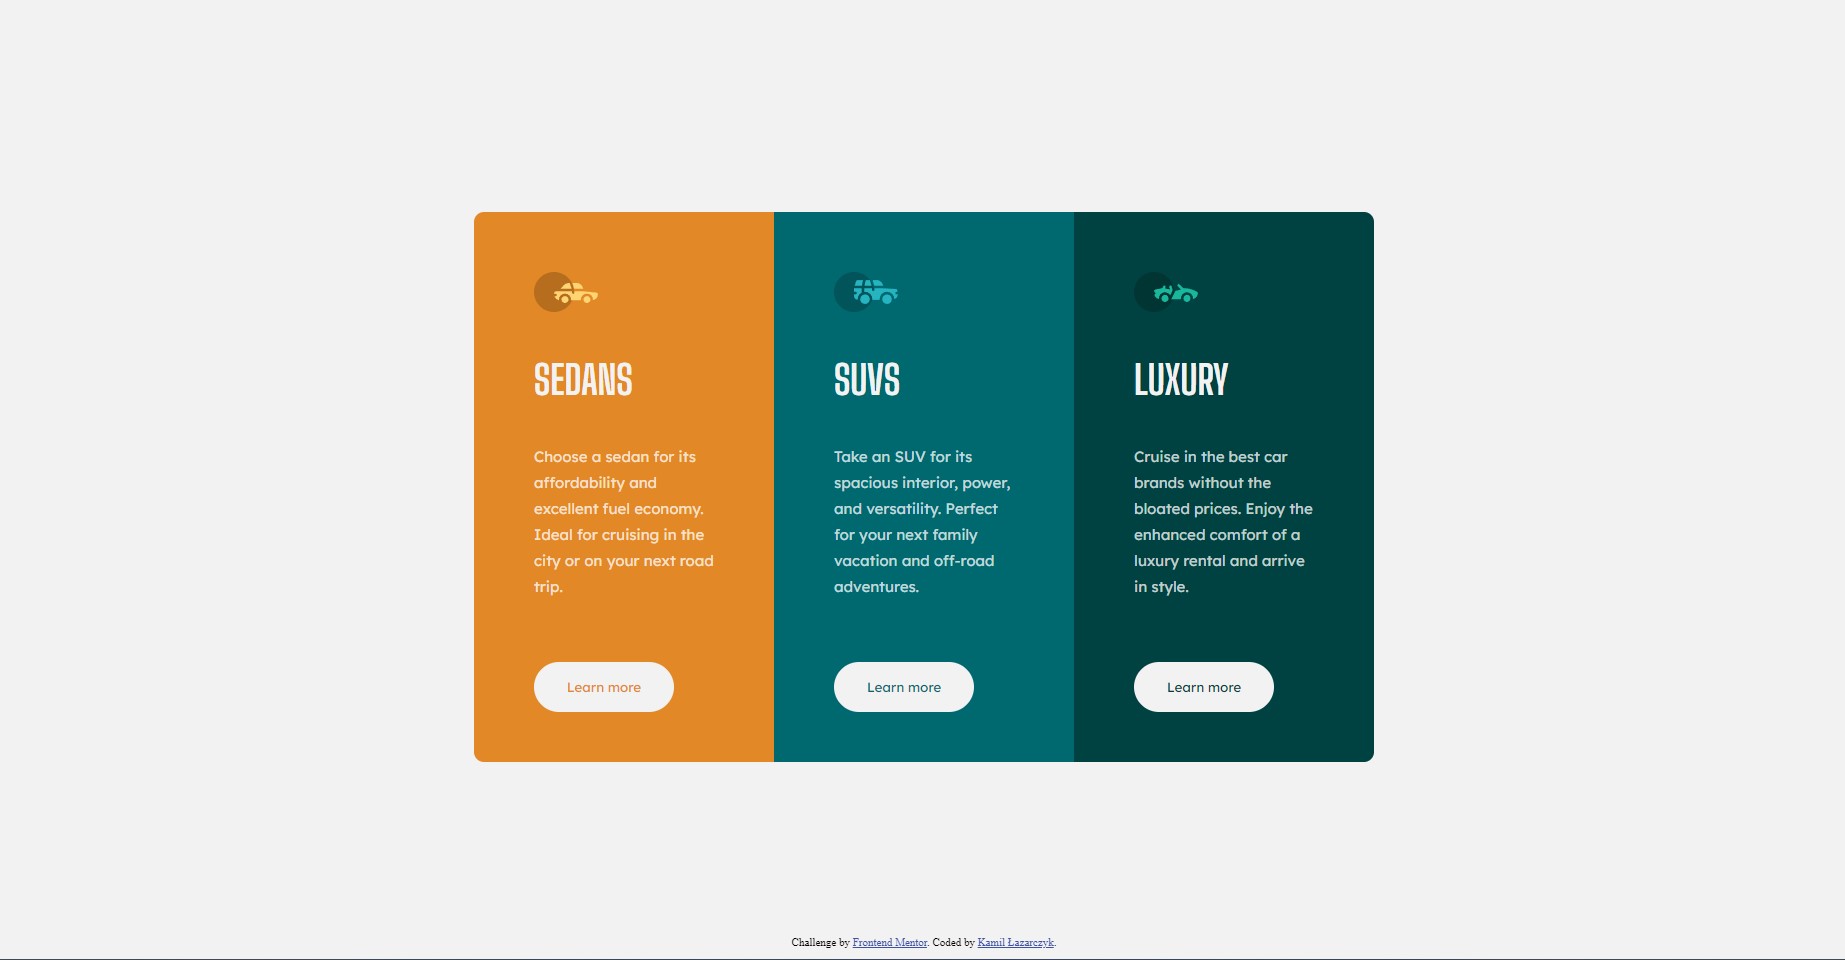 SEDANS
Choose a sedan for its
affordability and
excellent fuel economy.
Ideal for cruising in the
city or on your next road
trip.
Learn more
SUVS
Take an SUV for its
spacious interior, power,
and versatility. Perfect
for your next family
vacation and off-road
adventures.
Learn more
LUXURY
Cruise in the best car
brands without the
bloated prices. Enjoy the
enhanced comfort of a
luxury rental and arrive
in style.
Learn more
Challenge by Frontend Mentor. Coded by Kamil Łazarczyk.